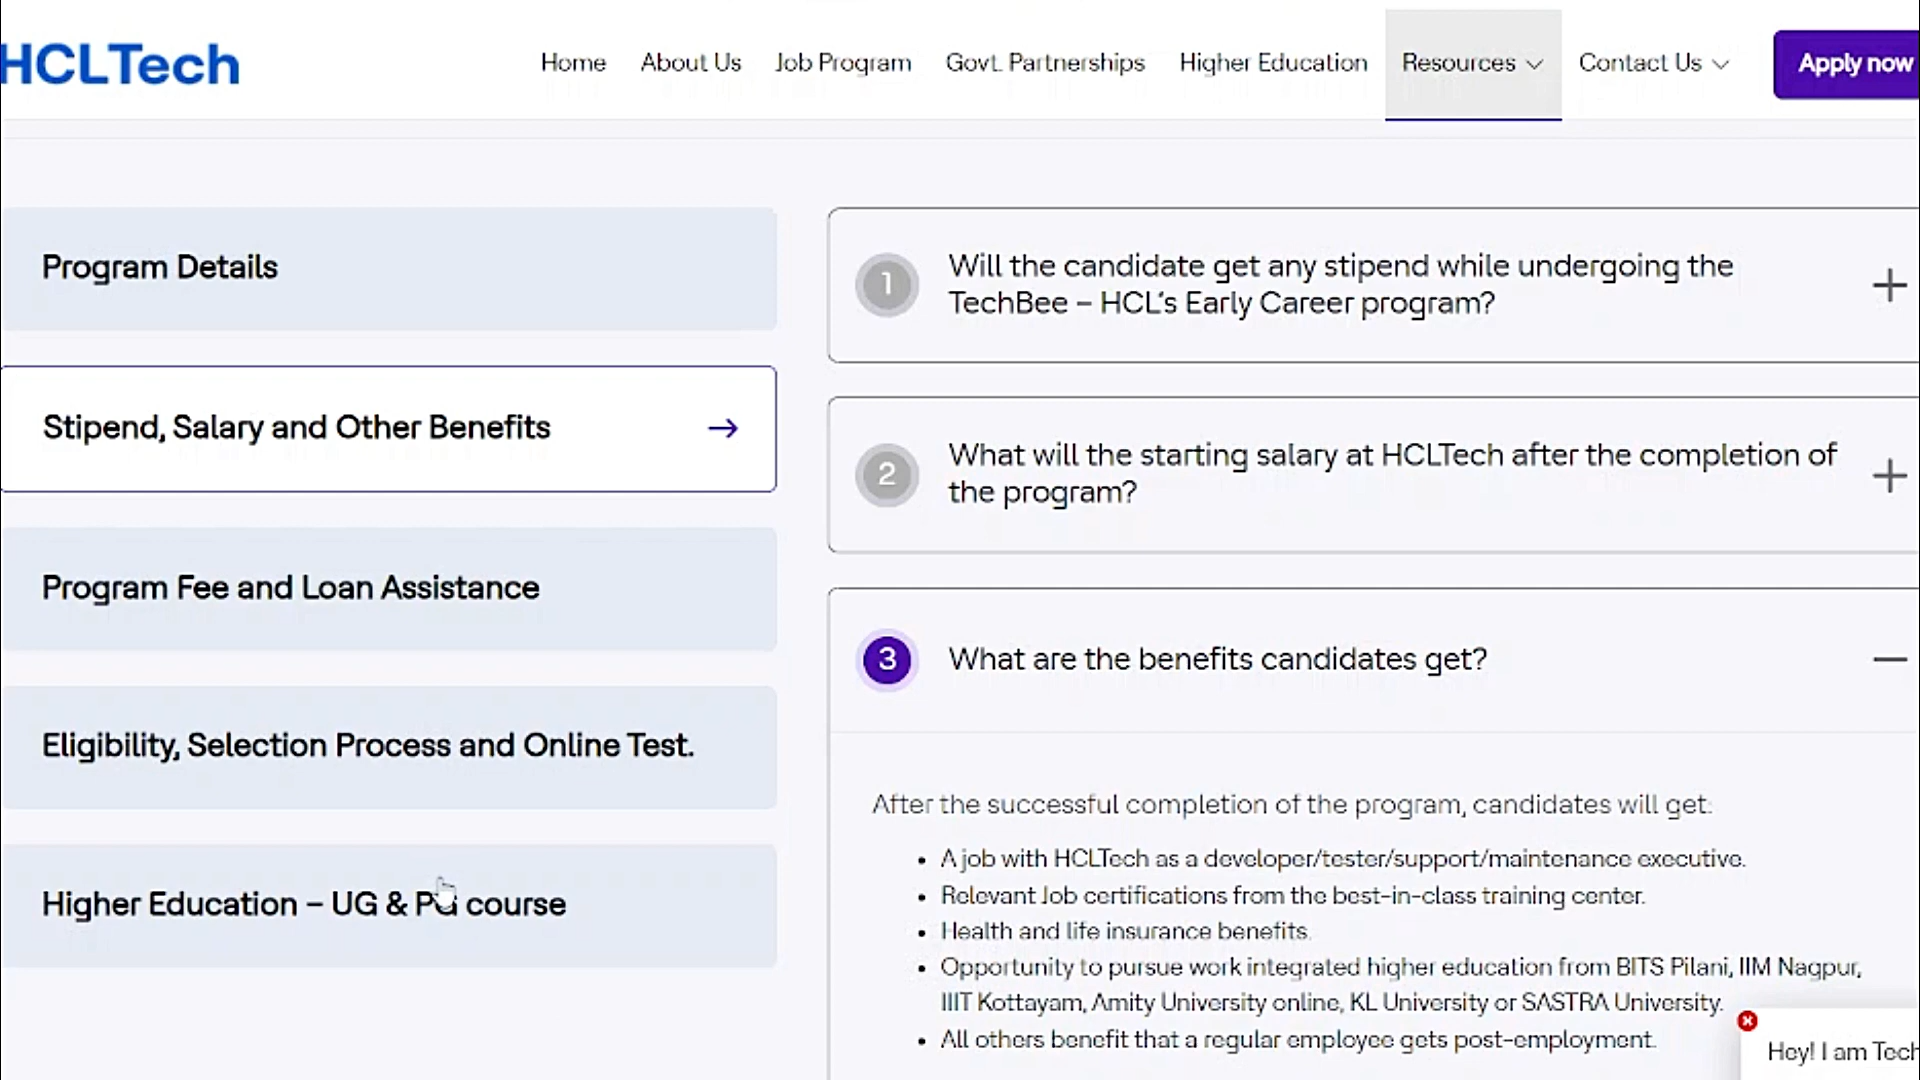 HCLTech
Home About Us Job Program Govt. Partnerships Higher Education Resources Contact Us Apply now
Program Details
Stipend, Salary and Other Benefits
Program Fee and Loan Assistance
Eligibility, Selection Process and Online Test.
Higher Education – UG & PG course
1
Will the candidate get any stipend while undergoing the
TechBee – HCL's Early Career program?
2
What will the starting salary at HCLTech after the completion of
the program?
3
What are the benefits candidates get?
After the successful completion of the program, candidates will get:
• A job with HCLTech as a developer/tester/support/maintenance executive.
• Relevant Job certifications from the best-in-class training center.
• Health and life insurance benefits.
• Opportunity to pursue work integrated higher education from BITS Pilani, IIM Nagpur,
IIIT Kottayam, Amity University online, KL University or SASTRA University.
• All others benefit that a regular employee gets post-employment.
Hey! I am Tech